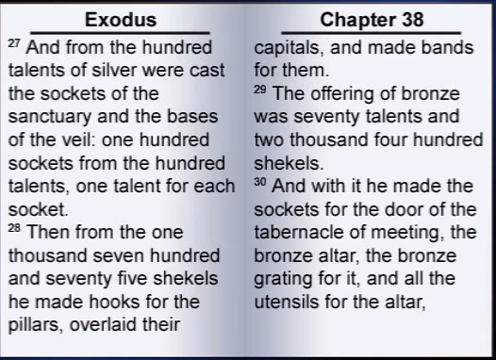 Exodus
27 And from the hundred
talents of silver were cast
the sockets of the
sanctuary and the bases
of the veil: one hundred
sockets from the hundred
talents, one talent for each
socket.
28 Then from the one
thousand seven hundred
and seventy five shekels
he made hooks for the
pillars, overlaid their
Chapter 38
capitals, and made bands
for them.
29 The offering of bronze
was seventy talents and
two thousand four hundred
shekels.
30 And with it he made the
sockets for the door of the
tabernacle of meeting, the
bronze altar, the bronze
grating for it, and all the
utensils for the altar,